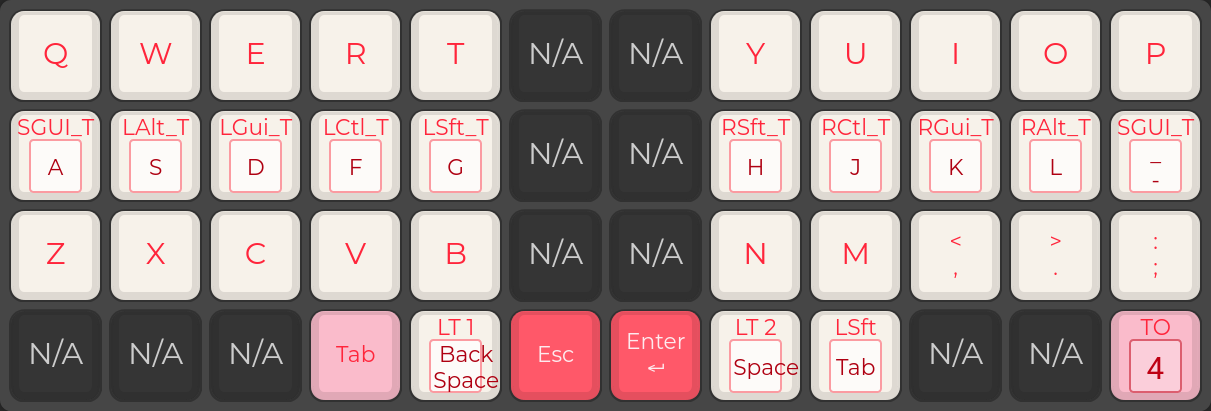 Q W E R T N/A N/A Y U I O P
SGUI_T LAlt_T LGui_T LCtl_T LSft_T RSft_T RCtl_T RGui_T RAlt_T SGUI_T
A S D F G N/A N/A H J K L _
-
Z X C V B N/A N/A N M < > :
, . ;
LT 1 LT 2 LSft TO
N/A N/A N/A Tab Back Space Esc Enter ↵ Space Tab N/A N/A 4